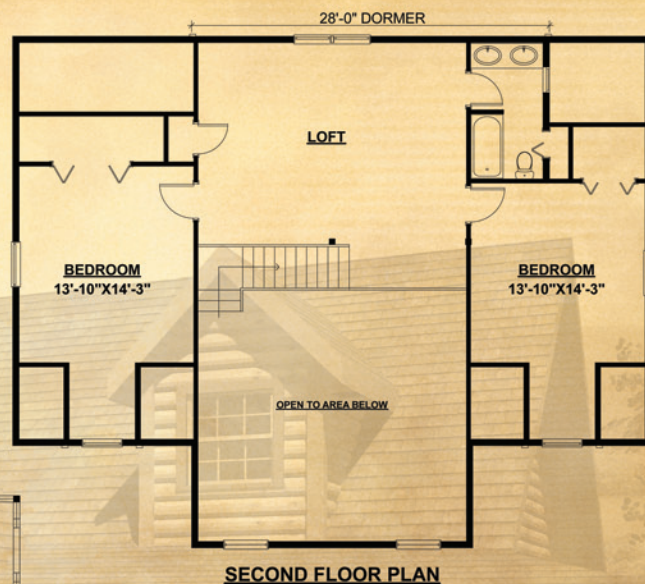 28'-0" DORMER
LOFT
BEDROOM
13'-10"X14'-3"
BEDROOM
13'-10"X14'-3"
OPEN TO AREA BELOW
SECOND FLOOR PLAN